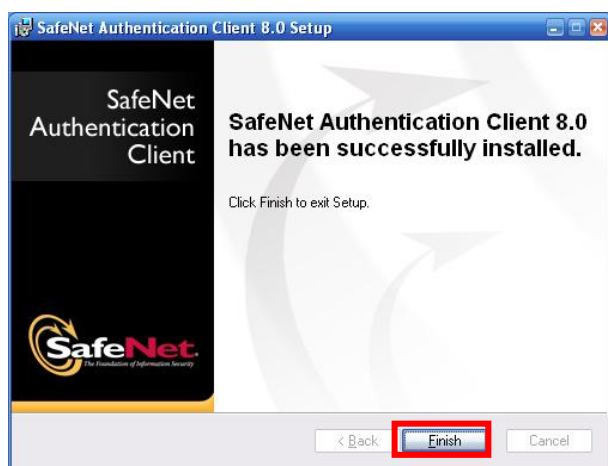 SafeNet Authentication Client 8.0 Setup
SafeNet
Authentication
Client
SafeNet Authentication Client 8.0
has been successfully installed.
Click Finish to exit Setup.
SafeNet.
The Foundation of Information Security
< Back
Finish
Cancel